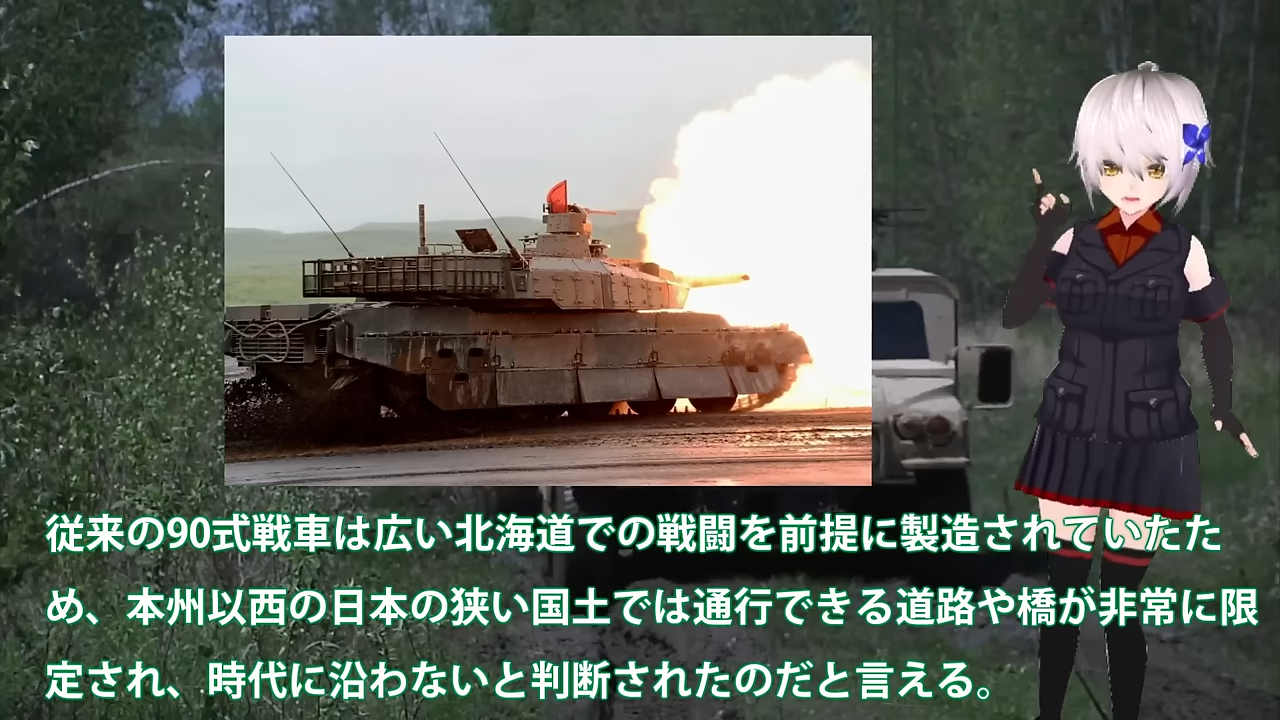 従来の90式戦車は広い北海道での戦闘を前提に製造されていたた
め、本州以西の日本の狭い国土では通行できる道路や橋が非常に限
定され、時代に沿わないと判断されたのだと言える。